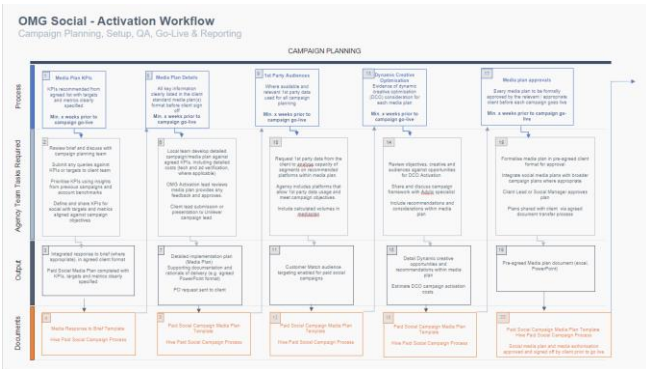 OMG Social - Activation Workflow
Campaign Planning, Setup, QA, Go-Live & Reporting
CAMPAIGN PLANNING
Process
Media Plan KPIs
KPIs recommended from
agreed list with targets
and metrics clearly
specified
Min. x weeks prior to
campaign go-live
Media Plan Details
All key information
clearly listed in the client
standard media plan(s)
format before client sign
off
Min. x weeks prior to
campaign go-live
1st Party Audiences
Where available and
relevant 1st party data
used for all campaign
planning
Min. x weeks prior to
campaign go-live
Dynamic Creative
Optimisation
Evidence of dynamic
creative optimisation
(DCO) consideration for
each media plan
Min. x weeks prior to
campaign go-live
Media plan approvals
Every media plan to be formally
approved by the relevant / appropriate
client before each campaign goes live
Min. x weeks prior to campaign go-
live
Agency Team Tasks Required
Review brief and discuss with
campaign planning team
Submit any queries against
KPIs or targets to client team
Prioritise KPIs using insights
from previous campaigns and
account benchmarks
Define and share KPIs for
social with targets and metrics
aligned against campaign
objectives
Local team develop detailed
campaign/media plan against
agreed KPIs, including detailed
costs (tech and ad verification,
where applicable)
OMG Activation lead reviews
media plan provides any
feedback and approves
Client lead submission or
presentation to client/
campaign lead
Request 1st party data from the
client to
capacity of
segments on recommended
platforms within media plan
Agency includes platforms that
allow 1st party data usage and
meet campaign objectives
Include calculated volumes in
mediaplan
Review objectives, creative and
audiences against opportunities
for DCO Activation
Share and discuss campaign
framework with
specialist
Include recommendations and
considerations within media
plan
Formalise media plan in pre-agreed client
format for approval
Integrate social media plans with broader
campaign plans where appropriate
Client Lead or Social Manager approves
plan
Plans shared with client via agreed
document transfer process
Output
Integrated response to brief (where
appropriate) in agreed client format
Paid Social Media Plan completed with
KPIs, targets and metrics clearly
specified
Detailed implementation plan
(Media Plan)
Supporting documentation and
rationale of delivery (e.g. agreed
PowerPoint format)
PO request sent to client
Customer Match audience
targeting enabled for paid social
campaigns
Detail Dynamic creative
opportunities and
recommendations within media
plan
Estimate DCO campaign activation
costs
Pre-agreed Media plan document (excel,
PowerPoint)
Documents
Media Response to Brief Template
Hive Paid Social Campaign Process
Paid Social Campaign Media Plan
Template
Hive Paid Social Campaign Process
Paid Social Campaign Media Plan
Template
Hive Paid Social Campaign Process
Paid Social Campaign Media Plan
Template
Hive Paid Social Campaign Process
Paid Social Campaign Media Plan Template
Hive Paid Social Campaign Process
Social media plan and media authorisation
approved and signed off by client prior to go live